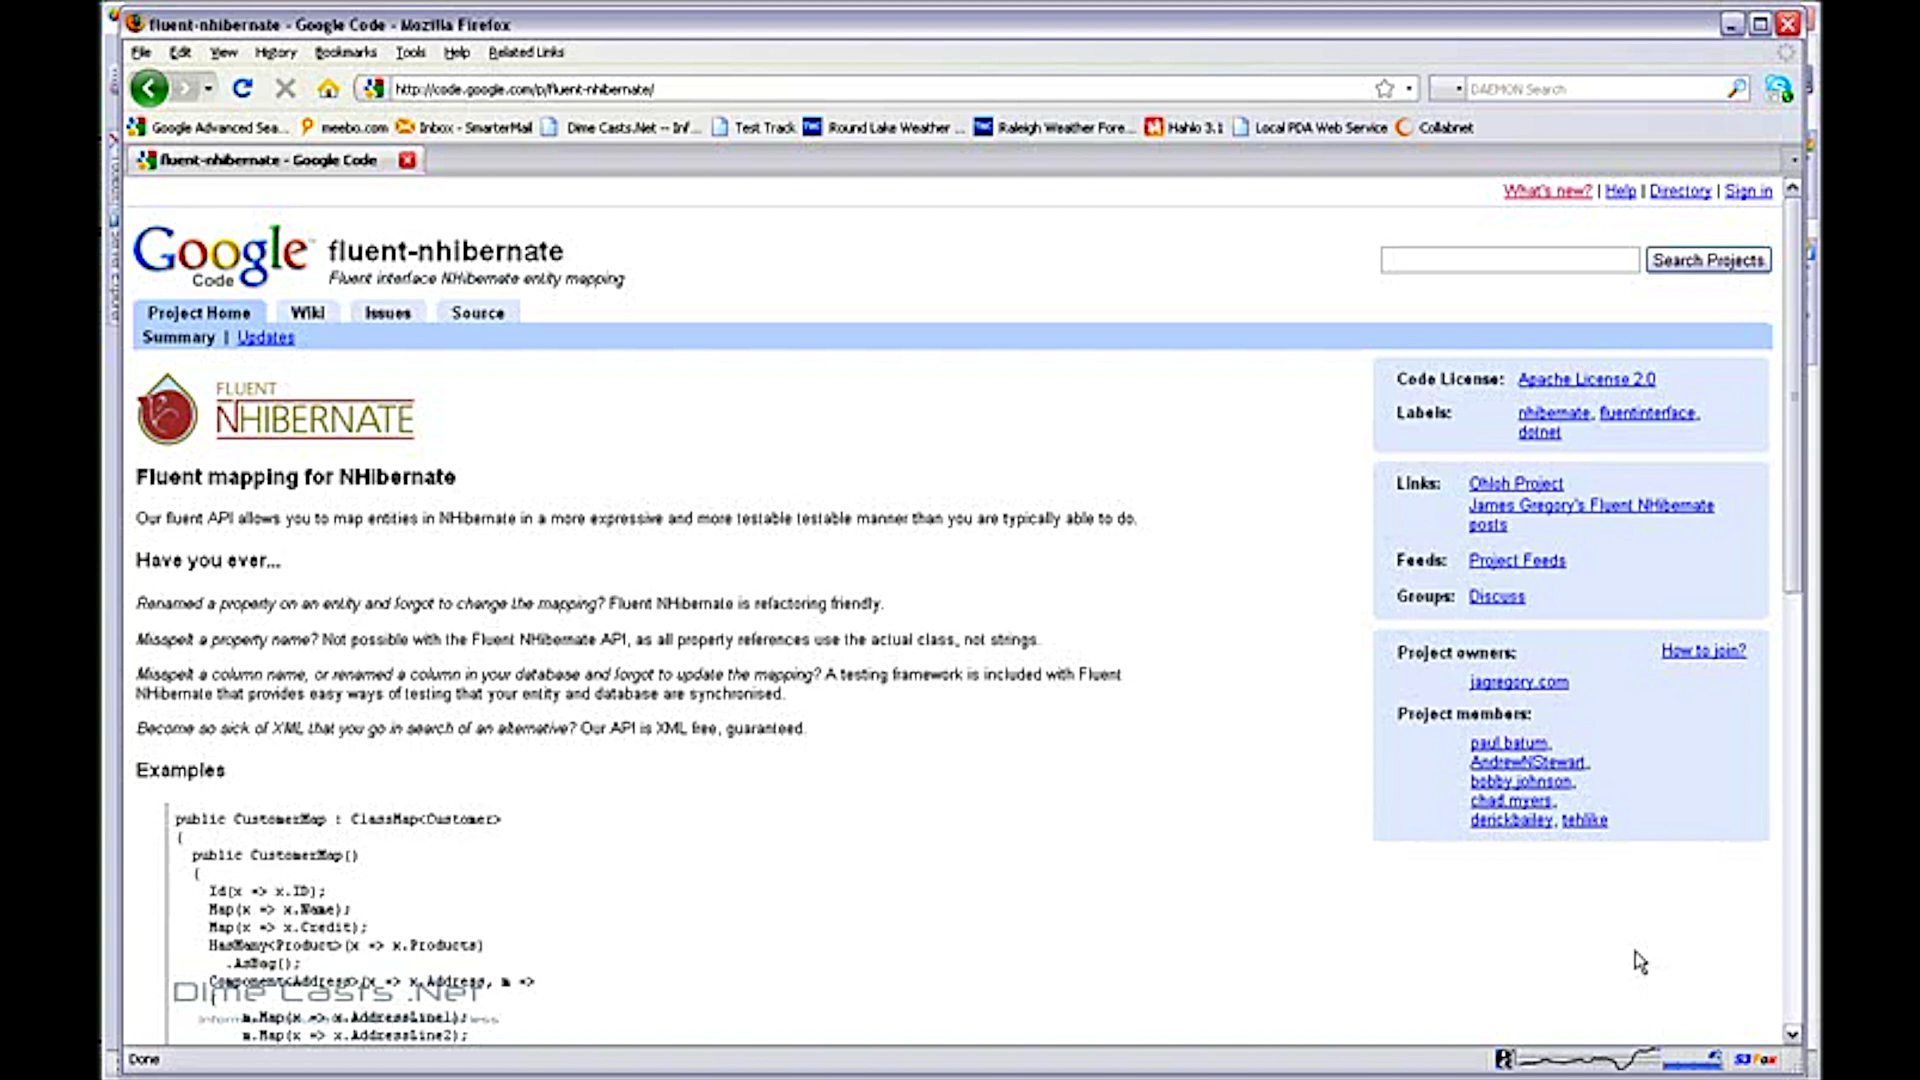 fluent-nhibernate - Google Code - Mozilla Firefox
File Edit View History Bookmarks Tools Help Related Links
http://code.google.com/p/fluent-nhibernate/
DAEMON Search
Google Advanced Sea... meebo.com Inbox - SmarterMail Dime Casts.Net -- Inf... Test Track Round Lake Weather ... Raleigh Weather Fore... Hahlo 3.1 Local PDA Web Service Collabnet
fluent-nhibernate - Google Code
What's new? | Help | Directory | Sign in
Google Code
fluent-nhibernate
Fluent interface NHibernate entity mapping
Search Projects
Project Home Wiki Issues Source
Summary | Updates
FLUENT
NHIBERNATE
Fluent mapping for NHibernate
Our fluent API allows you to map entities in NHibernate in a more expressive and more testable testable manner than you are typically able to do.
Have you ever...
Renamed a property on an entity and forgot to change the mapping? Fluent NHibernate is refactoring friendly.
Misspelt a property name? Not possible with the Fluent NHibernate API, as all property references use the actual class, not strings.
Misspelt a column name, or renamed a column in your database and forgot to update the mapping? A testing framework is included with Fluent
NHibernate that provides easy ways of testing that your entity and database are synchronised.
Become so sick of XML that you go in search of an alternative? Our API is XML free, guaranteed.
Examples
public CustomerMap : ClassMap<Customer>
{
public CustomerMap()
{
Id(x => x.ID);
Map(x => x.Name);
Map(x => x.Credit);
HasMany<Product>(x => x.Products)
.AsBag();
Component<Address>(x => x.Address, m =>
{
m.Map(x => x.AddressLine1);
m.Map(x => x.AddressLine2);
Dime Casts .Net
Code License: Apache License 2.0
Labels: nhibernate, fluentinterface,
dotnet
Links: Ohloh Project
James Gregory's Fluent NHibernate
posts
Feeds: Project Feeds
Groups: Discuss
Project owners: How to join?
jagregory.com
Project members:
paul.batum,
AndrewNStewart,
bobby.johnson,
chad.myers,
derickbailey, tehlike
Done
S3Fox